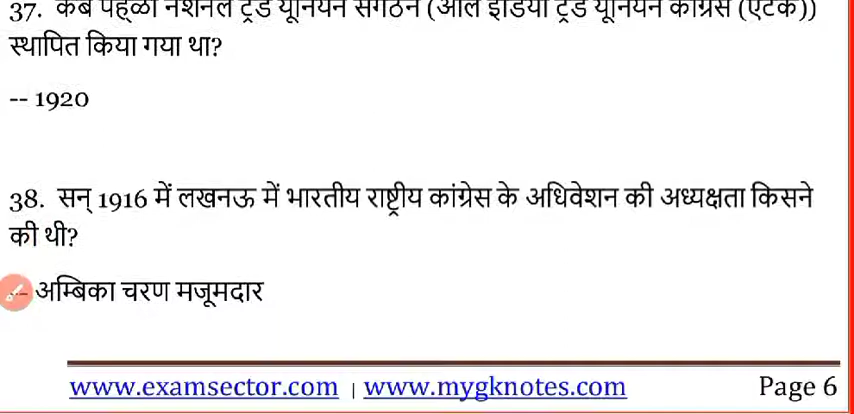 37. कब पहळी नेशनल ट्रेड यूनियन संगठन (ऑल इंडिया ट्रेड यूनियन कांग्रेस (एटक))
स्थापित किया गया था?
-- 1920
38. सन् 1916 में लखनऊ में भारतीय राष्ट्रीय कांग्रेस के अधिवेशन की अध्यक्षता किसने
की थी?
-- अम्बिका चरण मजूमदार
www.examsector.com | www.mygknotes.com Page 6